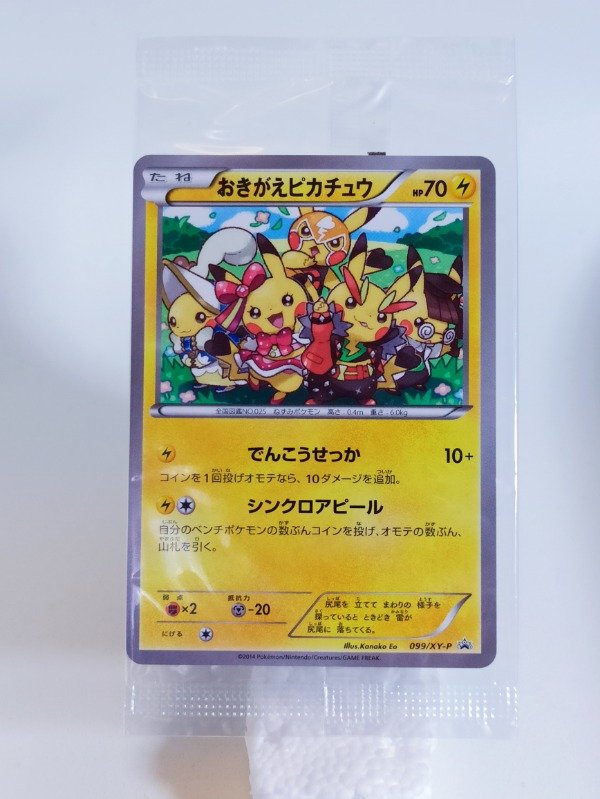 たね
おきがえピカチュウ
HP70
全国図鑑NO.025 ねずみポケモン 高さ:0.4m 重さ:6.0kg
でんこうせっか 10+
コインを1回投げオモテなら、10ダメージを追加。
シンクロアピール
自分のベンチポケモンの数ぶんコインを投げ、オモテの数ぶん、
山札を引く。
弱点 抵抗力
×2 -20
にげる
尻尾を 立てて まわりの 様子を
探っていると ときどき 雷が
尻尾に 落ちてくる。
Illus.Kanako Eo 099/XY-P
©2014 Pokémon/Nintendo/Creatures/GAME FREAK.